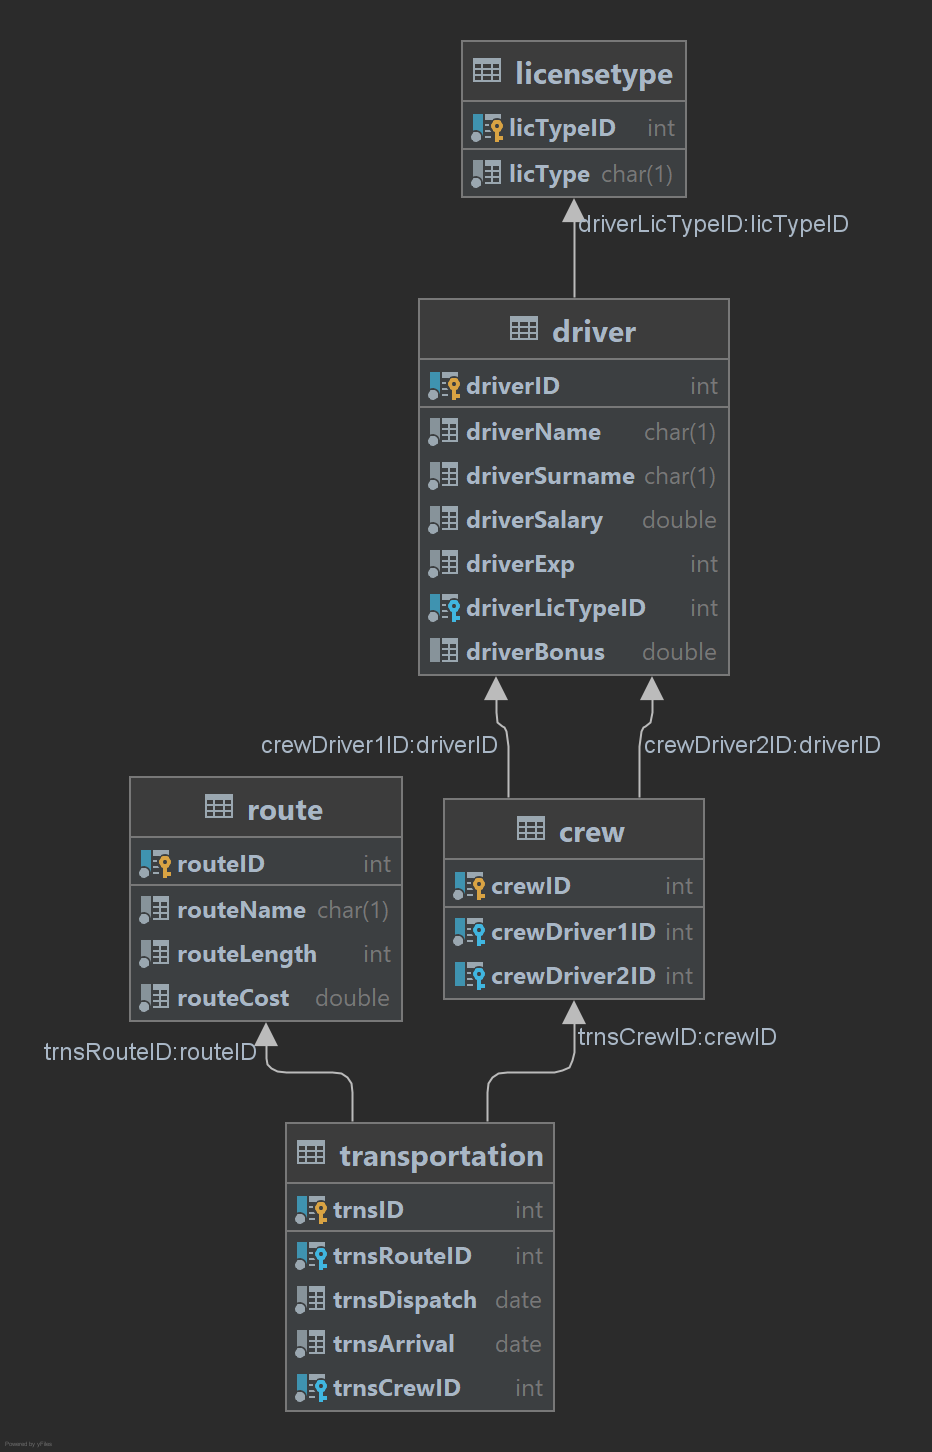 licensetype
licTypeID int
licType char(1)
driverLicTypeID:licTypeID
driver
driverID int
driverName char(1)
driverSurname char(1)
driverSalary double
driverExp int
driverLicTypeID int
driverBonus double
crewDriver1ID:driverID
crewDriver2ID:driverID
route
routeID int
routeName char(1)
routeLength int
routeCost double
crew
crewID int
crewDriver1ID int
crewDriver2ID int
trnsRouteID:routeID
trnsCrewID:crewID
transportation
trnsID int
trnsRouteID int
trnsDispatch date
trnsArrival date
trnsCrewID int
Powered by yFiles